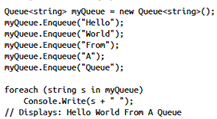 Queue<string> myQueue = new Queue<string>();
myQueue.Enqueue("Hello");
myQueue.Enqueue("World");
myQueue.Enqueue("From");
myQueue.Enqueue("A");
myQueue.Enqueue("Queue");

foreach (string s in myQueue)
    Console.Write(s + " ");
// Displays: Hello World From A Queue